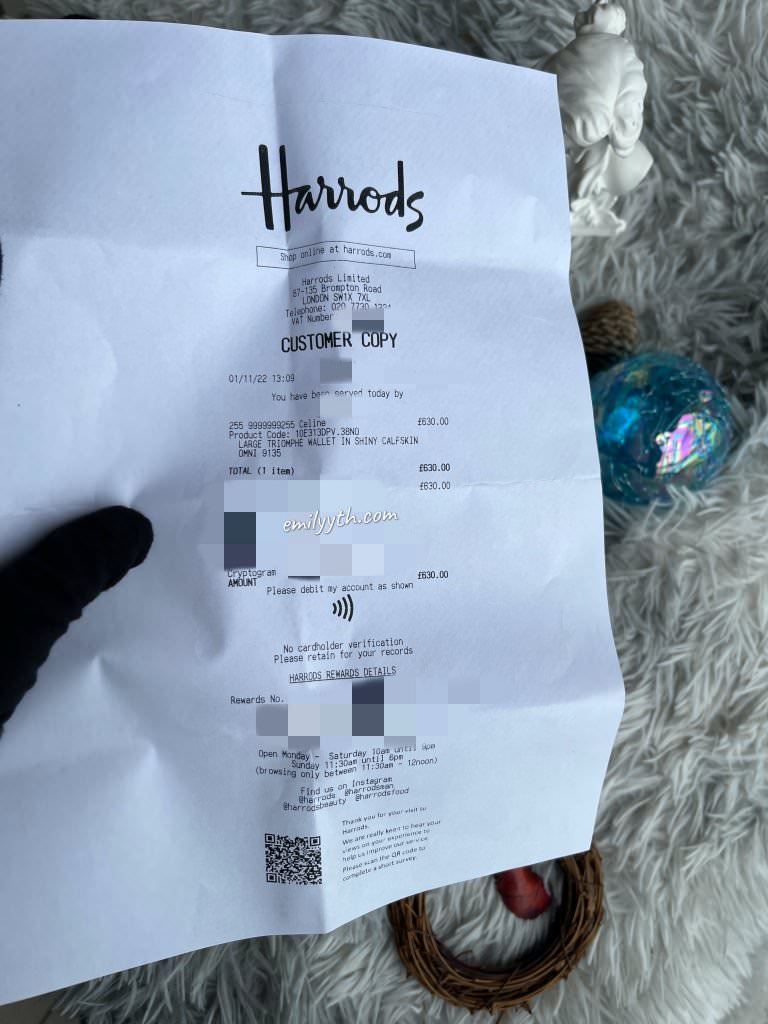 Harrods
Shop online at harrods.com
Harrods Limited
87-135 Brompton Road
LONDON SW1X 7XL
Telephone: 020 7730 1234
VAT Number
CUSTOMER COPY
01/11/22 13:09
You have been served today by
255 9999999255 Celine £630.00
Product Code: 10E313DPV.38NO
LARGE TRIOMPHE WALLET IN SHINY CALFSKIN
OMNI 9135
TOTAL (1 item) £630.00
£630.00
emilyyth.com
Cryptogram
AMOUNT £630.00
Please debit my account as shown
No cardholder verification
Please retain for your records
HARRODS REWARDS DETAILS
Rewards No.
Open Monday - Saturday 10am until 9pm
Sunday 11:30am until 6pm
(browsing only between 11:30am - 12noon)
Find us on Instagram
@harrods @harrodsman
@harrodsbeauty @harrodsfood
Thank you for your visit to
Harrods.
We are really keen to hear your
views on your experience to
help us improve our service.
Please scan the QR code to
complete a short survey.